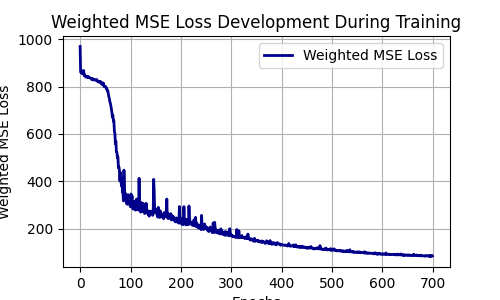 Weighted MSE Loss Development During Training
Weighted MSE Loss
1000
800
600
400
200
Weighted MSE Loss
0 100 200 300 400 500 600 700
Epochs